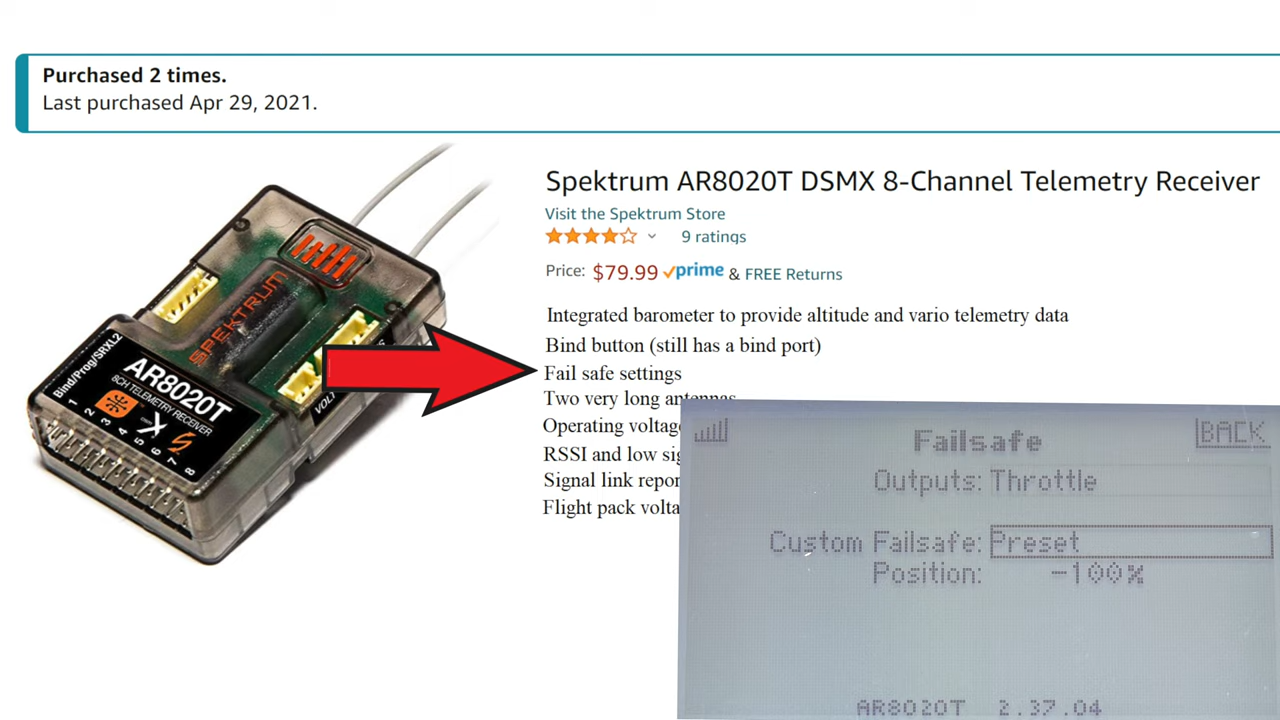 Purchased 2 times.
Last purchased Apr 29, 2021.
Spektrum AR8020T DSMX 8-Channel Telemetry Receiver
Visit the Spektrum Store
9 ratings
Price: $79.99 prime & FREE Returns
Integrated barometer to provide altitude and vario telemetry data
Bind button (still has a bind port)
Fail safe settings
Two very long antennas
Operating voltage
RSSI and low sig
Signal link repor
Flight pack volta
SPEKTRUM
Bind/Prog/SRXL2
AR8020T
8CH TELEMETRY RECEIVER
1 2 3 4 5 6 7 8
VOLT
Failsafe
BACK
Outputs: Throttle
Custom Failsafe: Preset
Position: -100%
AR8020T 2.37.04